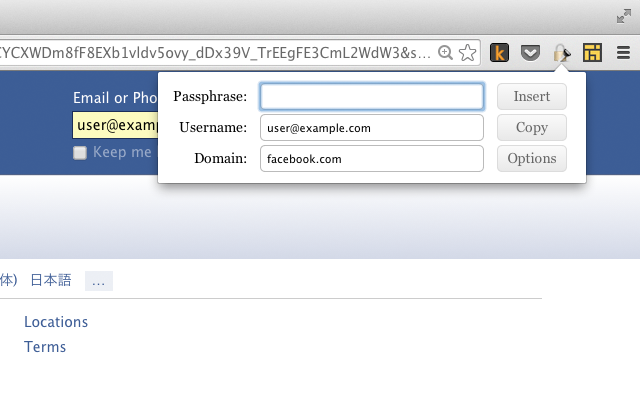 CYCXWDm8fF8EXb1vldv5ovy_dDx39V_TrEEgFE3CmL2WdW3&s...
k
Email or Pho
Passphrase:
Insert
user@examp
Username:
user@example.com
Copy
Keep me
Domain:
facebook.com
Options
体) 日本語 ...
Locations
Terms